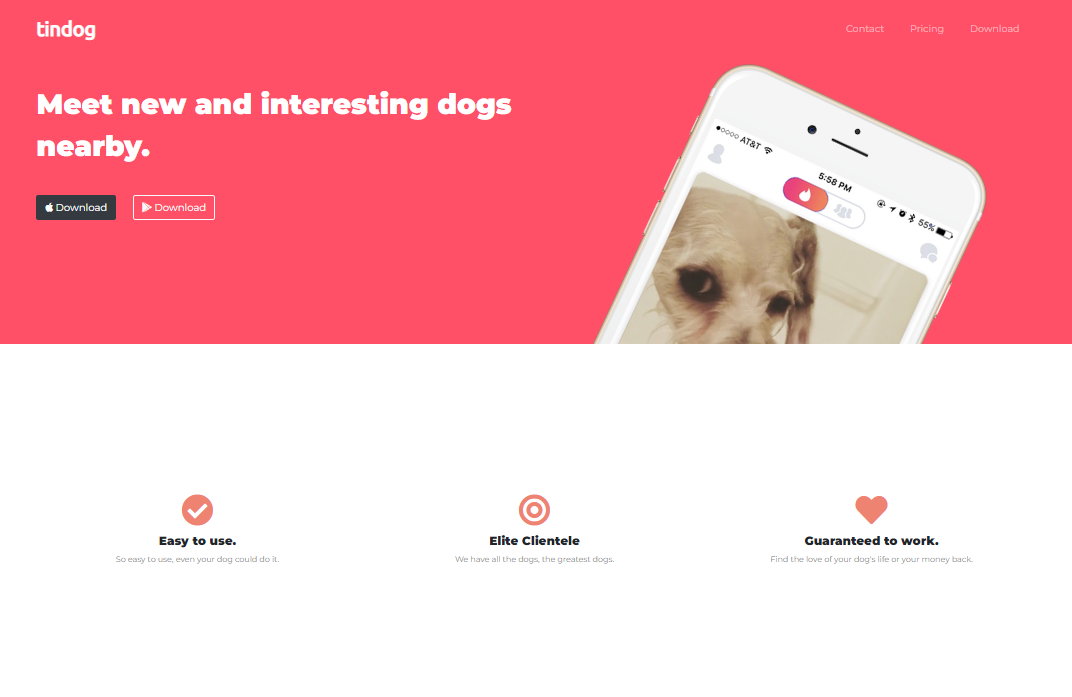 tindog
Contact Pricing Download
Meet new and interesting dogs
nearby.
Download Download
AT&T
5:58 PM
55%
Easy to use.
So easy to use, even your dog could do it.
Elite Clientele
We have all the dogs, the greatest dogs.
Guaranteed to work.
Find the love of your dog's life or your money back.